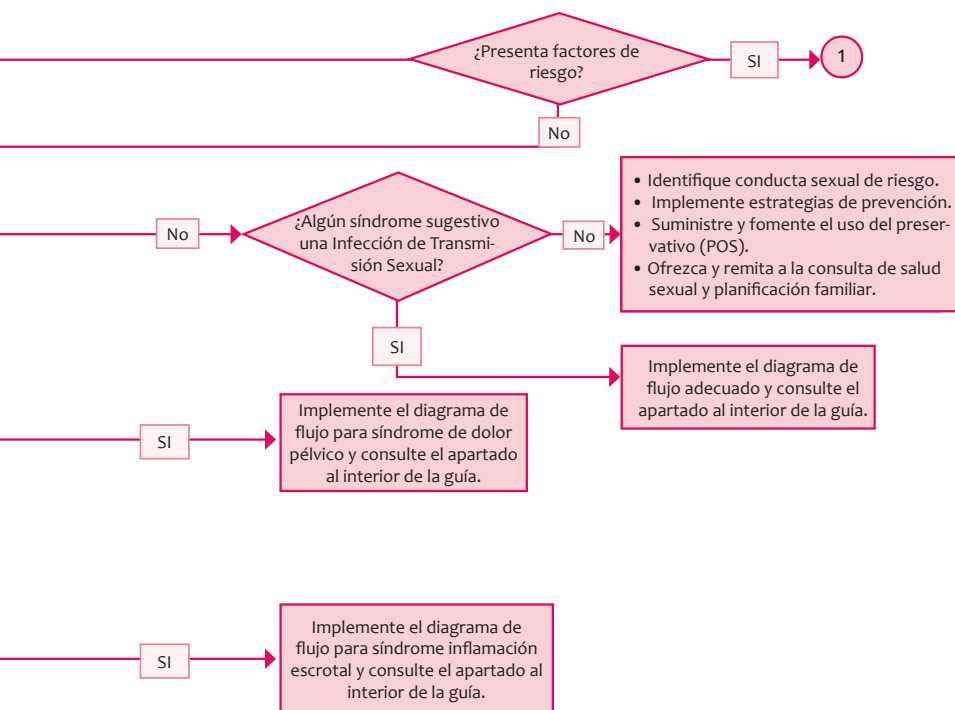 ¿Presenta factores de
riesgo?
SI
1
No
No
¿Algún síndrome sugestivo
una Infección de Transmi-
sión Sexual?
No
• Identifique conducta sexual de riesgo.
• Implemente estrategias de prevención.
• Suministre y fomente el uso del preser-
vativo (POS).
• Ofrezca y remita a la consulta de salud
sexual y planificación familiar.
SI
Implemente el diagrama de
flujo adecuado y consulte el
apartado al interior de la guía.
SI
Implemente el diagrama de
flujo para síndrome de dolor
pélvico y consulte el apartado
al interior de la guía.
SI
Implemente el diagrama de
flujo para síndrome inflamación
escrotal y consulte el apartado al
interior de la guía.